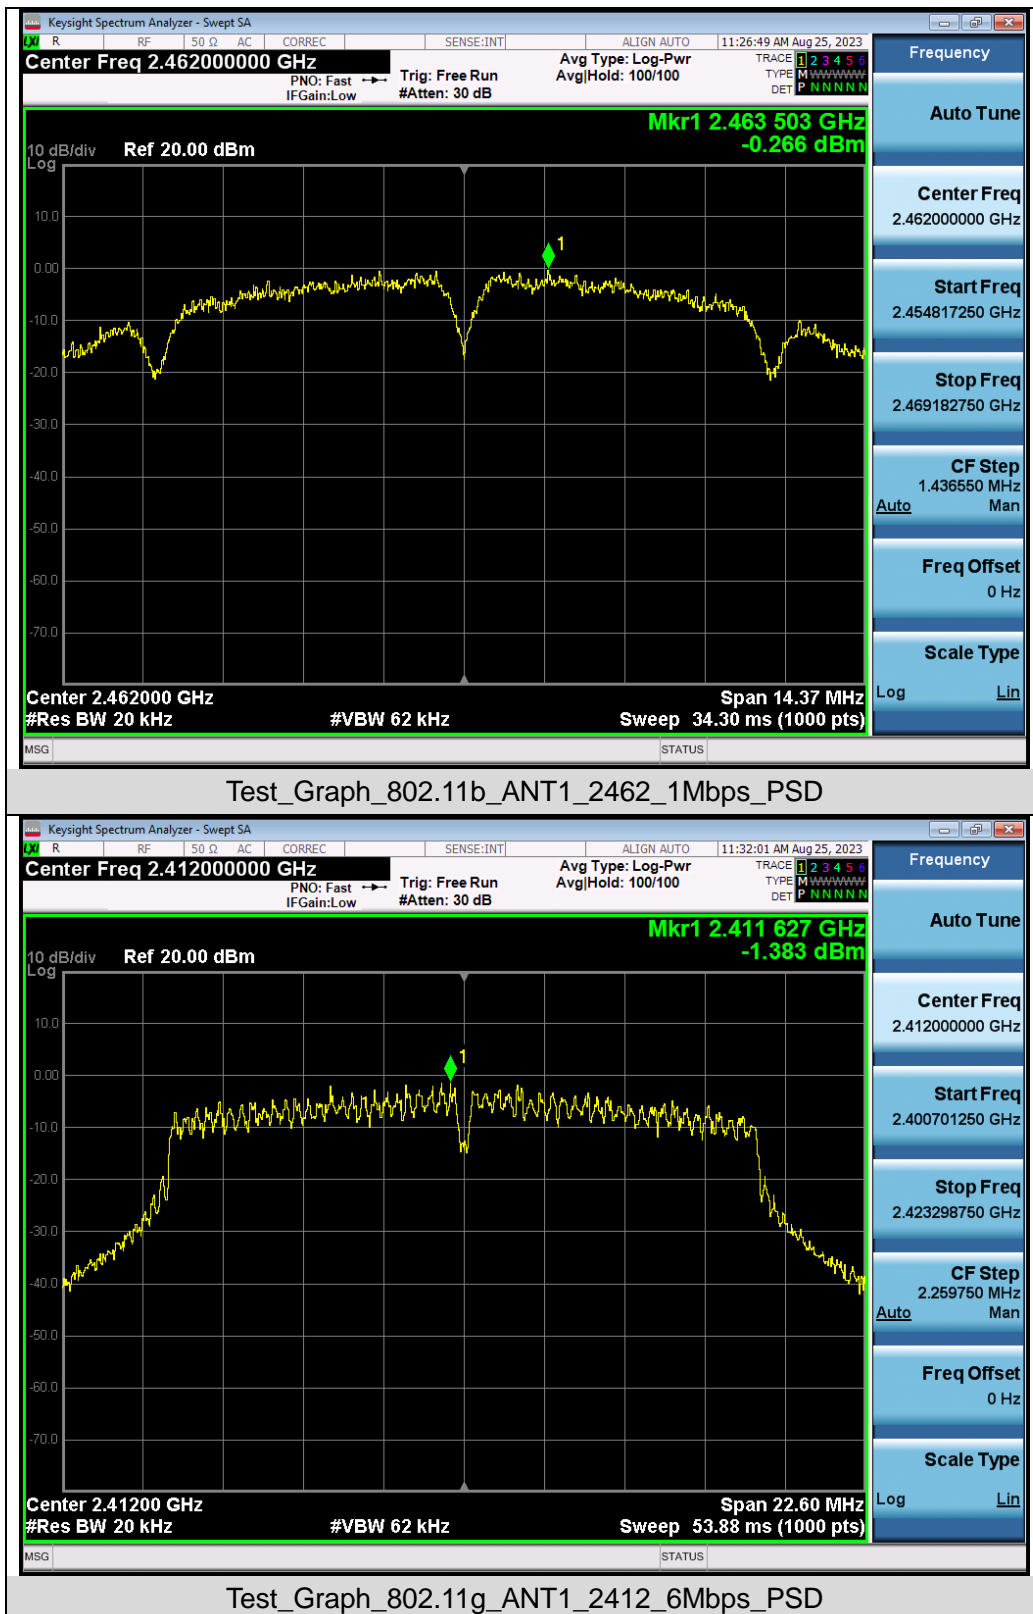 Keysight Spectrum Analyzer - Swept SA
LXI R RF 50 Ω AC CORREC SENSE:INT ALIGN AUTO 11:26:49 AM Aug 25, 2023
Center Freq 2.462000000 GHz
PNO: Fast
IFGain:Low
Trig: Free Run
#Atten: 30 dB
Avg Type: Log-Pwr
Avg|Hold: 100/100
TRACE 1 2 3 4 5 6
TYPE M WWWWW
DET P N N N N N
Mkr1 2.463 503 GHz
-0.266 dBm
10 dB/div Ref 20.00 dBm
Log
10.0
0.00
-10.0
-20.0
-30.0
-40.0
-50.0
-60.0
-70.0
1
Center 2.462000 GHz Span 14.37 MHz
#Res BW 20 kHz #VBW 62 kHz Sweep 34.30 ms (1000 pts)
MSG STATUS
Frequency
Auto Tune
Center Freq
2.462000000 GHz
Start Freq
2.454817250 GHz
Stop Freq
2.469182750 GHz
CF Step
1.436550 MHz
Auto Man
Freq Offset
0 Hz
Scale Type
Log Lin
Test_Graph_802.11b_ANT1_2462_1Mbps_PSD
Keysight Spectrum Analyzer - Swept SA
LXI R RF 50 Ω AC CORREC SENSE:INT ALIGN AUTO 11:32:01 AM Aug 25, 2023
Center Freq 2.412000000 GHz
PNO: Fast
IFGain:Low
Trig: Free Run
#Atten: 30 dB
Avg Type: Log-Pwr
Avg|Hold: 100/100
TRACE 1 2 3 4 5 6
TYPE M WWWWW
DET P N N N N N
Mkr1 2.411 627 GHz
-1.383 dBm
10 dB/div Ref 20.00 dBm
Log
10.0
0.00
-10.0
-20.0
-30.0
-40.0
-50.0
-60.0
-70.0
1
Center 2.41200 GHz Span 22.60 MHz
#Res BW 20 kHz #VBW 62 kHz Sweep 53.88 ms (1000 pts)
MSG STATUS
Frequency
Auto Tune
Center Freq
2.412000000 GHz
Start Freq
2.400701250 GHz
Stop Freq
2.423298750 GHz
CF Step
2.259750 MHz
Auto Man
Freq Offset
0 Hz
Scale Type
Log Lin
Test_Graph_802.11g_ANT1_2412_6Mbps_PSD